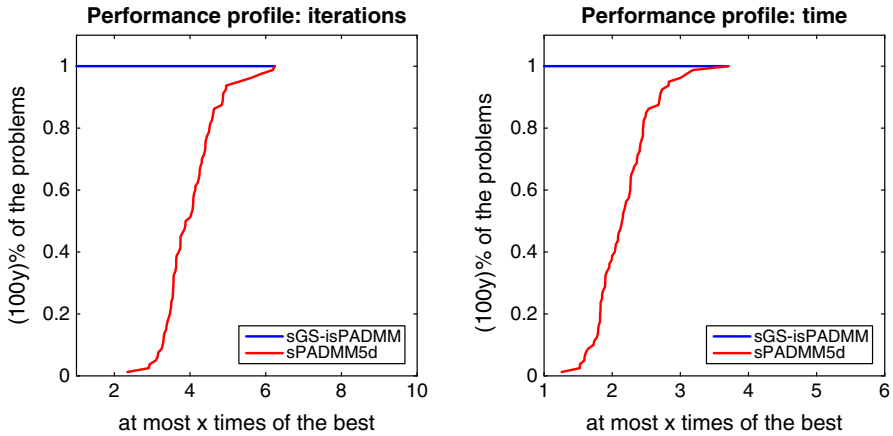 Performance profile: iterations
(100y)% of the problems
1
0.8
0.6
0.4
0.2
0
2
4
6
8
10
at most x times of the best
sGS-isPADMM
sPADMM5d
Performance profile: time
(100y)% of the problems
1
0.8
0.6
0.4
0.2
0
1
2
3
4
5
6
at most x times of the best
sGS-isPADMM
sPADMM5d